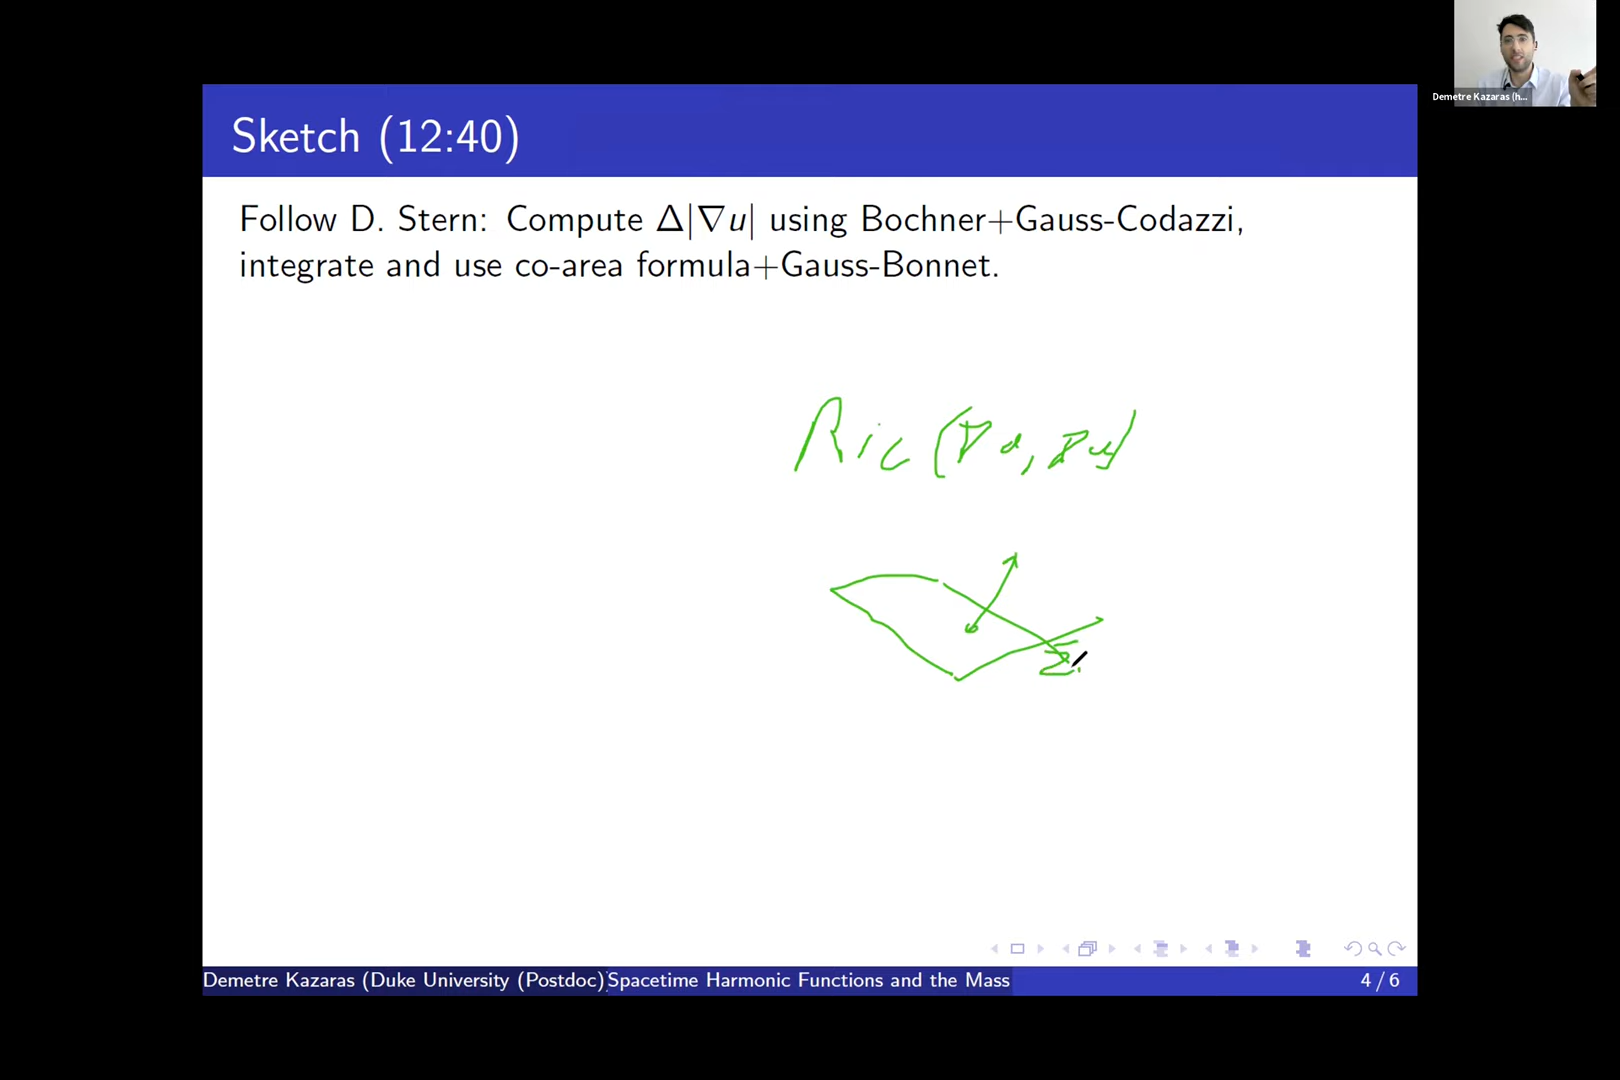 Demetre Kazaras (h...
Sketch (12:40)
Follow D. Stern: Compute Δ|∇u| using Bochner+Gauss-Codazzi,
integrate and use co-area formula+Gauss-Bonnet.
Ric(∇u, ∇u)
Σ
Demetre Kazaras (Duke University (Postdoc) Spacetime Harmonic Functions and the Mass 4 / 6